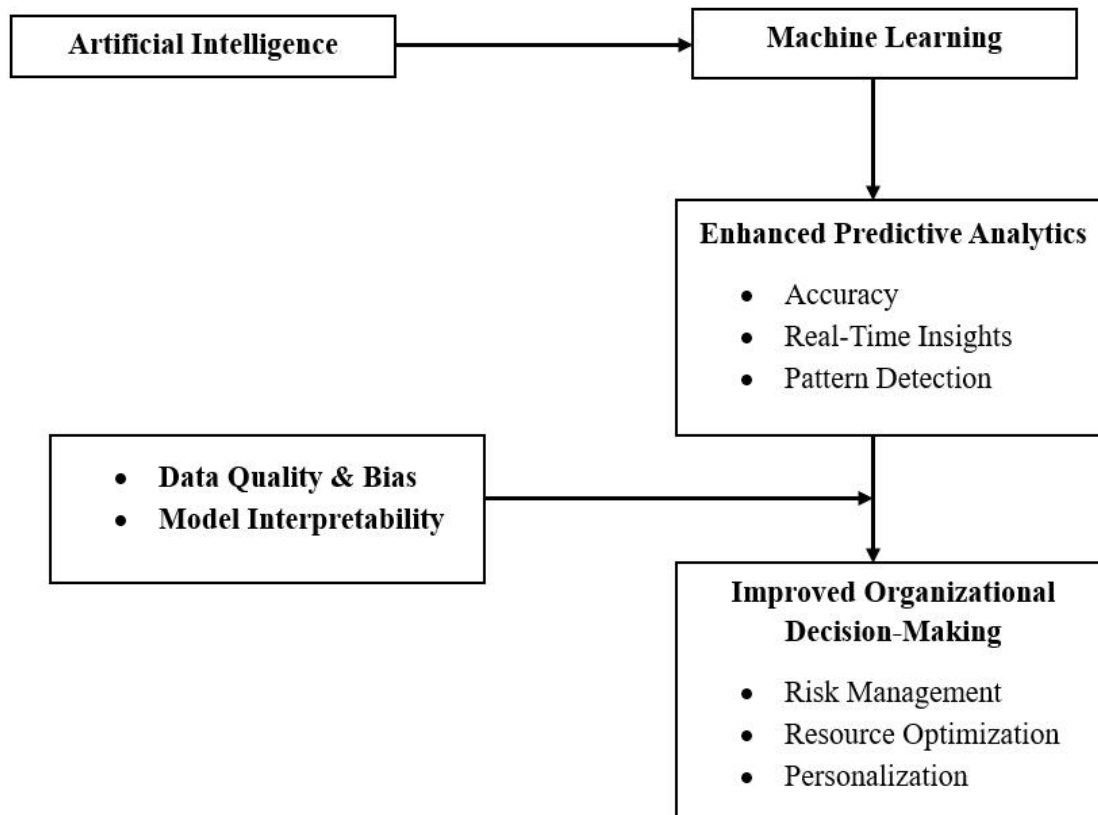 Artificial Intelligence
Machine Learning
Enhanced Predictive Analytics
• Accuracy
• Real-Time Insights
• Pattern Detection
• Data Quality & Bias
• Model Interpretability
Improved Organizational
Decision-Making
• Risk Management
• Resource Optimization
• Personalization